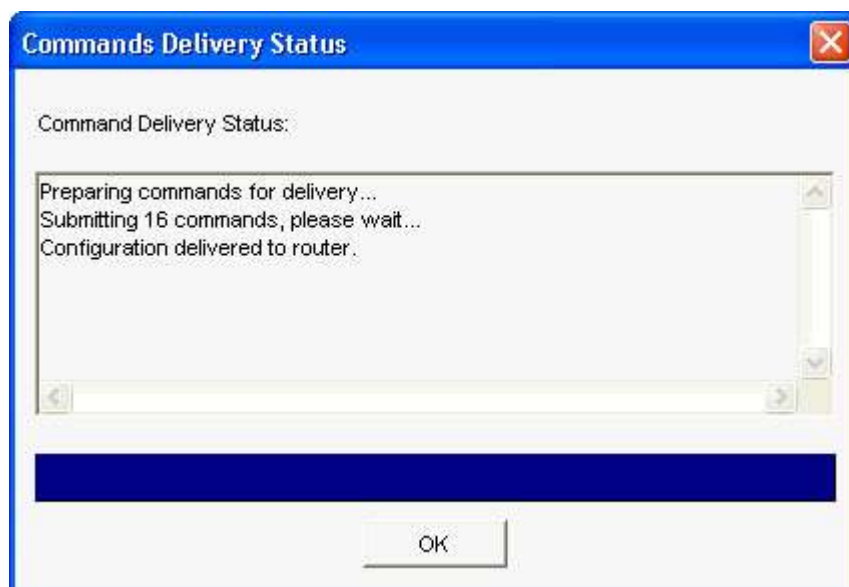 Commands Delivery Status
Command Delivery Status:
Preparing commands for delivery...
Submitting 16 commands, please wait...
Configuration delivered to router.
OK